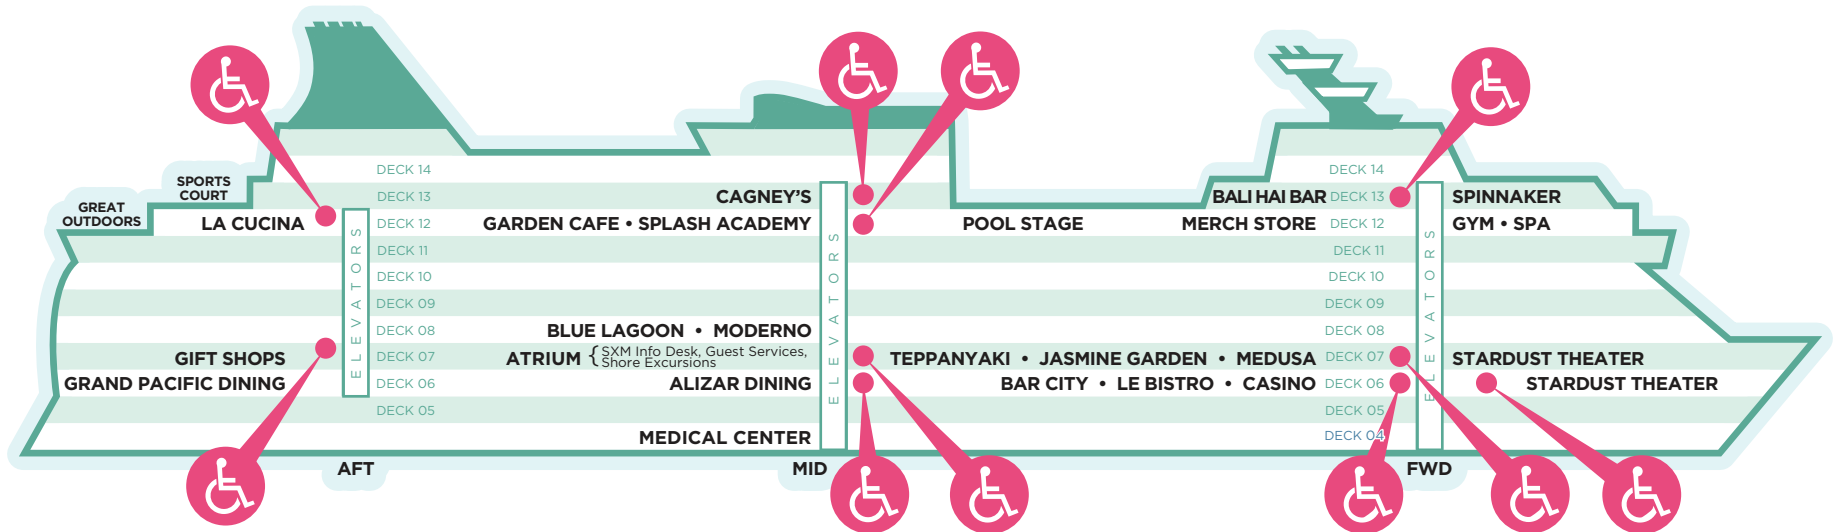 DECK 14
DECK 14
SPORTS
COURT
DECK 13
CAGNEY'S
BALI HAI BAR
DECK 13
SPINNAKER
GREAT
OUTDOORS
LA CUCINA
DECK 12
GARDEN CAFE • SPLASH ACADEMY
POOL STAGE
MERCH STORE
DECK 12
GYM • SPA
ELEVATORS
ELEVATORS
ELEVATORS
DECK 11
DECK 11
DECK 10
DECK 10
DECK 09
DECK 09
DECK 08
BLUE LAGOON • MODERNO
DECK 08
GIFT SHOPS
DECK 07
ATRIUM { SXM Info Desk, Guest Services,
Shore Excursions
TEPPANYAKI • JASMINE GARDEN • MEDUSA
DECK 07
STARDUST THEATER
GRAND PACIFIC DINING
DECK 06
ALIZAR DINING
BAR CITY • LE BISTRO • CASINO
DECK 06
STARDUST THEATER
DECK 05
DECK 05
MEDICAL CENTER
DECK 04
AFT
MID
FWD